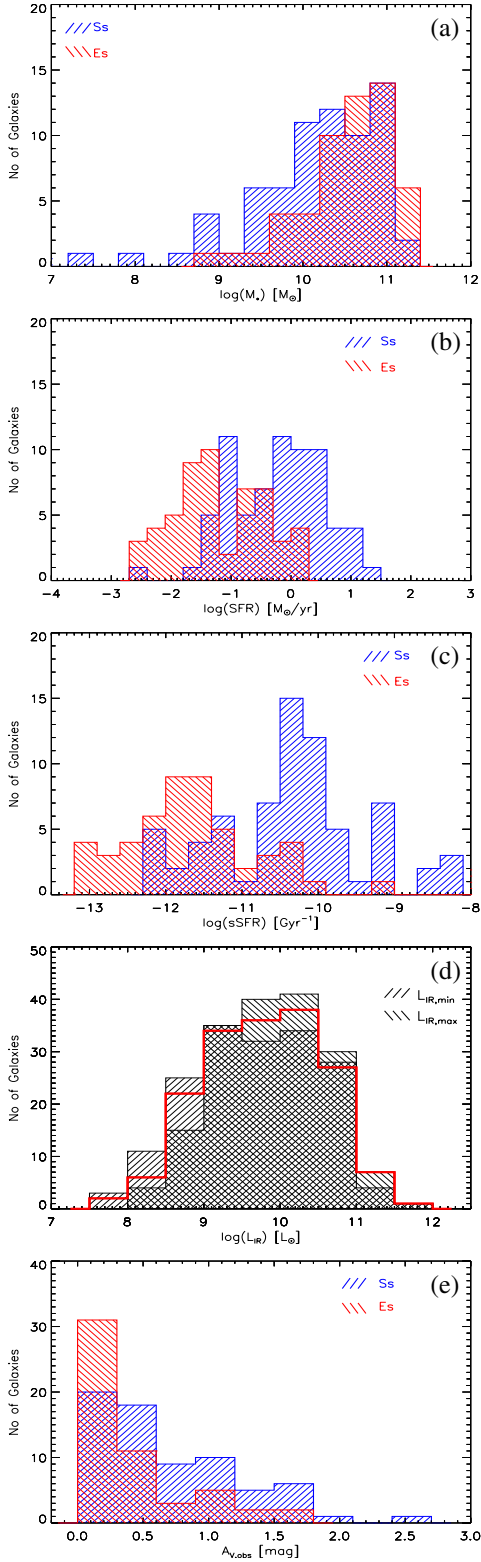 20
15
10
5
0
No of Galaxies
Ss
Es
(a)
7 8 9 10 11 12
log(M⋆) [M⊙]
20
15
10
5
0
No of Galaxies
Ss
Es
(b)
−4 −3 −2 −1 0 1 2 3
log(SFR) [M⊙/yr]
20
15
10
5
0
No of Galaxies
Ss
Es
(c)
−13 −12 −11 −10 −9 −8
log(sSFR) [Gyr⁻¹]
50
40
30
20
10
0
No of Galaxies
(d)
L_IR,min
L_IR,max
7 8 9 10 11 12
log(L_IR) [L⊙]
40
30
20
10
0
No of Galaxies
Ss
Es
(e)
0.0 0.5 1.0 1.5 2.0 2.5 3.0
A_V,obs [mag]